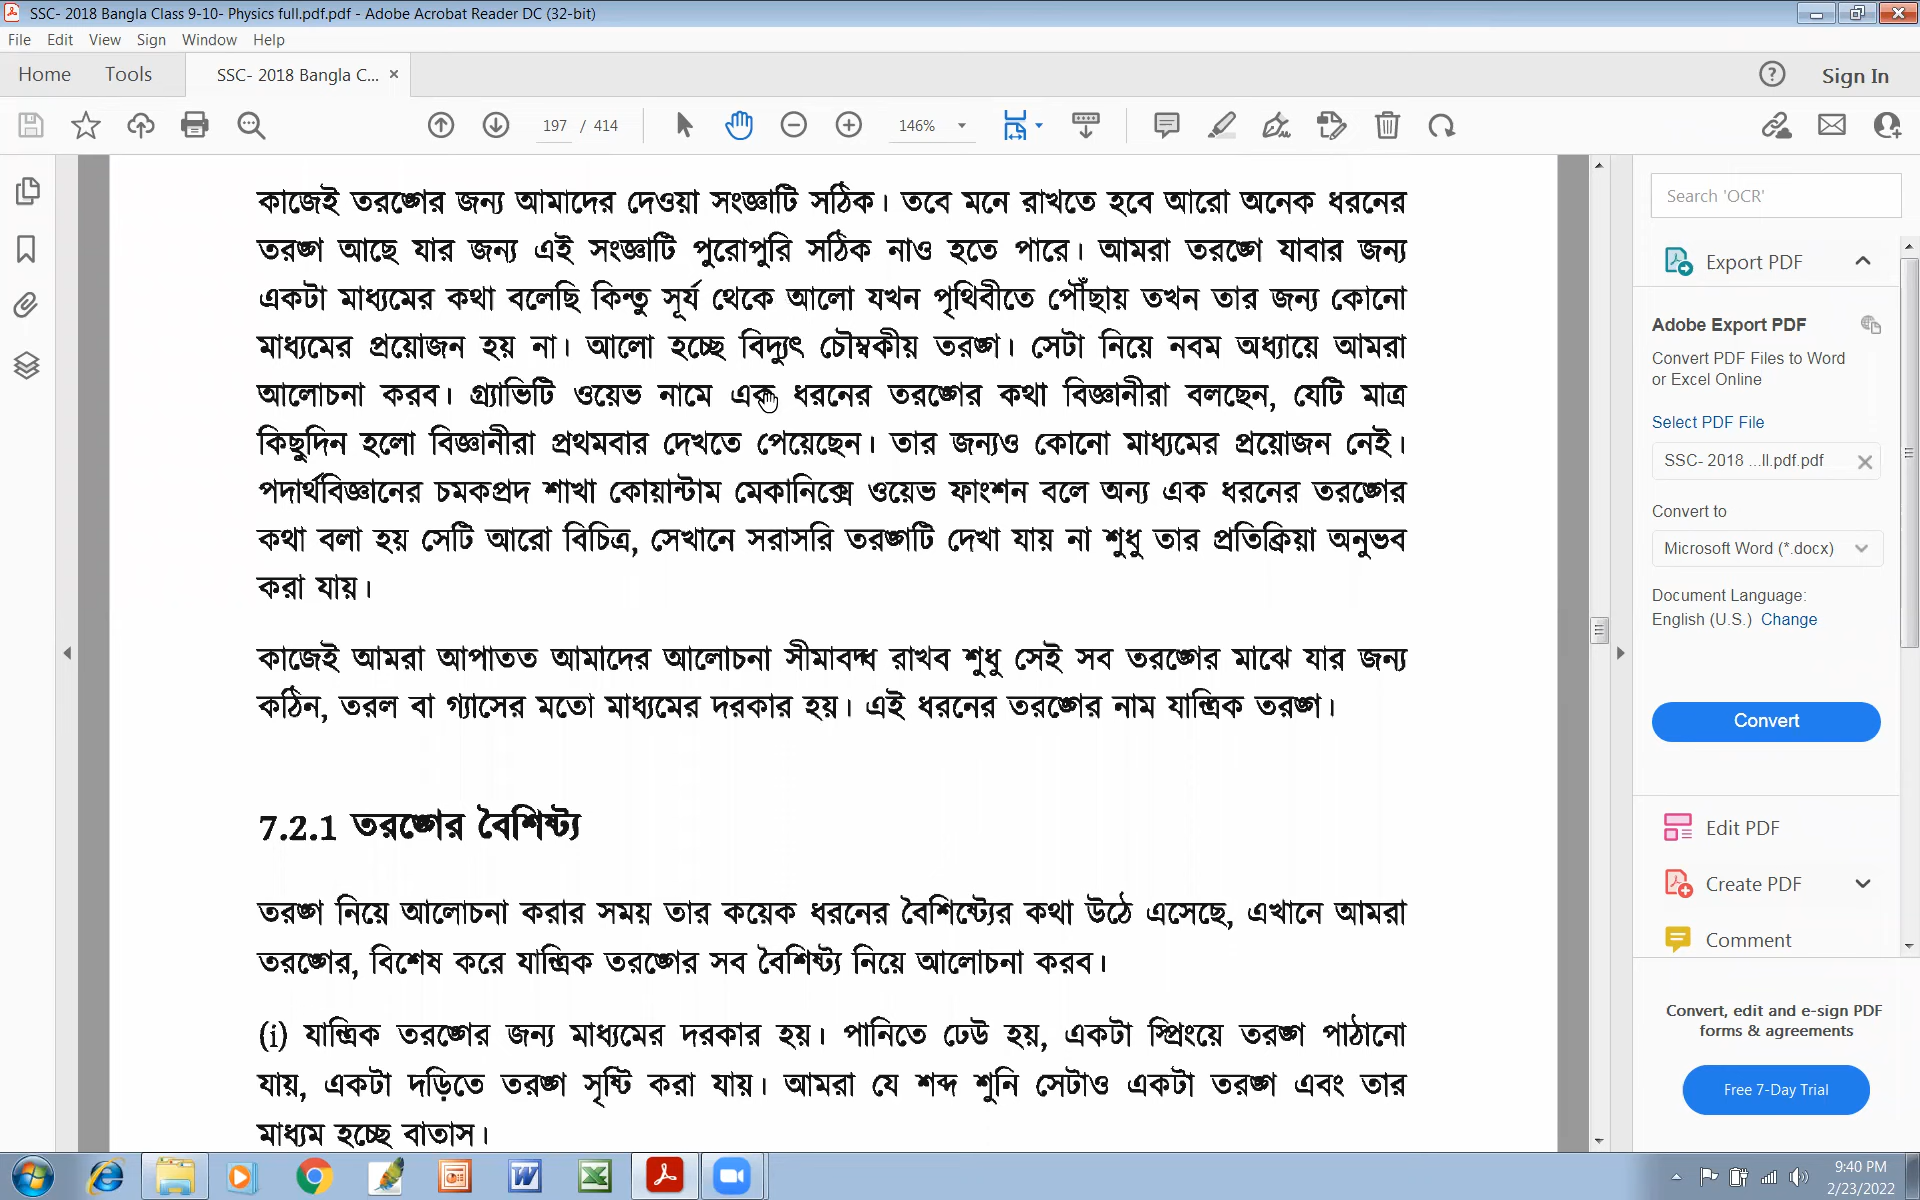 SSC- 2018 Bangla Class 9-10- Physics full.pdf.pdf - Adobe Acrobat Reader DC (32-bit)
File Edit View Sign Window Help
Home Tools SSC- 2018 Bangla C... × Sign In
197 / 414 146%
কাজেই তরঙ্গের জন্য আমাদের দেওয়া সংজ্ঞাটি সঠিক। তবে মনে রাখতে হবে আরো অনেক ধরনের
তরঙ্গ আছে যার জন্য এই সংজ্ঞাটি পুরোপুরি সঠিক নাও হতে পারে। আমরা তরঙ্গে যাবার জন্য
একটা মাধ্যমের কথা বলেছি কিন্তু সূর্য থেকে আলো যখন পৃথিবীতে পৌঁছায় তখন তার জন্য কোনো
মাধ্যমের প্রয়োজন হয় না। আলো হচ্ছে বিদ্যুৎ চৌম্বকীয় তরঙ্গ। সেটা নিয়ে নবম অধ্যায়ে আমরা
আলোচনা করব। গ্র্যাভিটি ওয়েভ নামে এক ধরনের তরঙ্গের কথা বিজ্ঞানীরা বলছেন, যেটি মাত্র
কিছুদিন হলো বিজ্ঞানীরা প্রথমবার দেখতে পেয়েছেন। তার জন্যও কোনো মাধ্যমের প্রয়োজন নেই।
পদার্থবিজ্ঞানের চমকপ্রদ শাখা কোয়ান্টাম মেকানিক্সে ওয়েভ ফাংশন বলে অন্য এক ধরনের তরঙ্গের
কথা বলা হয় সেটি আরো বিচিত্র, সেখানে সরাসরি তরঙ্গটি দেখা যায় না শুধু তার প্রতিক্রিয়া অনুভব
করা যায়।
কাজেই আমরা আপাতত আমাদের আলোচনা সীমাবদ্ধ রাখব শুধু সেই সব তরঙ্গের মাঝে যার জন্য
কঠিন, তরল বা গ্যাসের মতো মাধ্যমের দরকার হয়। এই ধরনের তরঙ্গের নাম যান্ত্রিক তরঙ্গ।
7.2.1 তরঙ্গের বৈশিষ্ট্য
তরঙ্গ নিয়ে আলোচনা করার সময় তার কয়েক ধরনের বৈশিষ্ট্যের কথা উঠে এসেছে, এখানে আমরা
তরঙ্গের, বিশেষ করে যান্ত্রিক তরঙ্গের সব বৈশিষ্ট্য নিয়ে আলোচনা করব।
(i) যান্ত্রিক তরঙ্গের জন্য মাধ্যমের দরকার হয়। পানিতে ঢেউ হয়, একটা স্প্রিংয়ে তরঙ্গ পাঠানো
যায়, একটা দড়িতে তরঙ্গ সৃষ্টি করা যায়। আমরা যে শব্দ শুনি সেটাও একটা তরঙ্গ এবং তার
মাধ্যম হচ্ছে বাতাস।
Search 'OCR'
Export PDF
Adobe Export PDF
Convert PDF Files to Word
or Excel Online
Select PDF File
SSC- 2018 ...ll.pdf.pdf
Convert to
Microsoft Word (*.docx)
Document Language:
English (U.S.) Change
Convert
Edit PDF
Create PDF
Comment
Convert, edit and e-sign PDF
forms & agreements
Free 7-Day Trial
9:40 PM
2/23/2022